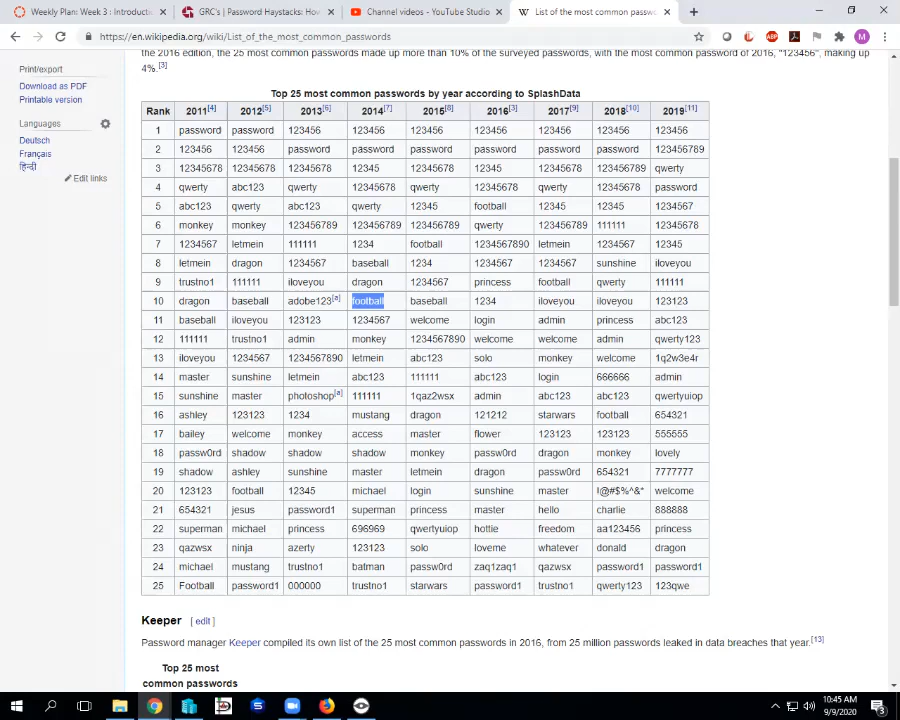 Weekly Plan: Week 3 : Introductic
GRC's | Password Haystacks: How
Channel videos - YouTube Studio
List of the most common passwo
https://en.wikipedia.org/wiki/List_of_the_most_common_passwords
the 2016 edition, the 25 most common passwords made up more than 10% of the surveyed passwords, with the most common password of 2016, "123456", making up
4%.[3]
Print/export
Download as PDF
Printable version
Languages
Deutsch
Français
हिन्दी
Edit links
Top 25 most common passwords by year according to SplashData
Rank 2011[4] 2012[5] 2013[6] 2014[7] 2015[8] 2016[3] 2017[9] 2018[10] 2019[11]
1 password password 123456 123456 123456 123456 123456 123456 123456
2 123456 123456 password password password password password password 123456789
3 12345678 12345678 12345678 12345 12345678 12345 12345678 123456789 qwerty
4 qwerty abc123 qwerty 12345678 qwerty 12345678 qwerty 12345678 password
5 abc123 qwerty abc123 qwerty 12345 football 12345 12345 1234567
6 monkey monkey 123456789 123456789 123456789 qwerty 123456789 111111 12345678
7 1234567 letmein 111111 1234 football 1234567890 letmein 1234567 12345
8 letmein dragon 1234567 baseball 1234 1234567 1234567 sunshine iloveyou
9 trustno1 111111 iloveyou dragon 1234567 princess football qwerty 111111
10 dragon baseball adobe123[a] football baseball 1234 iloveyou iloveyou 123123
11 baseball iloveyou 123123 1234567 welcome login admin princess abc123
12 111111 trustno1 admin monkey 1234567890 welcome welcome admin qwerty123
13 iloveyou 1234567 1234567890 letmein abc123 solo monkey welcome 1q2w3e4r
14 master sunshine letmein abc123 111111 abc123 login 666666 admin
15 sunshine master photoshop[a] 111111 1qaz2wsx admin abc123 abc123 qwertyuiop
16 ashley 123123 1234 mustang dragon 121212 starwars football 654321
17 bailey welcome monkey access master flower 123123 123123 555555
18 passw0rd shadow shadow shadow monkey passw0rd dragon monkey lovely
19 shadow ashley sunshine master letmein dragon passw0rd 654321 7777777
20 123123 football 12345 michael login sunshine master !@#$%^&* welcome
21 654321 jesus password1 superman princess master hello charlie 888888
22 superman michael princess 696969 qwertyuiop hottie freedom aa123456 princess
23 qazwsx ninja azerty 123123 solo loveme whatever donald dragon
24 michael mustang trustno1 batman passw0rd zaq1zaq1 qazwsx password1 password1
25 Football password1 000000 trustno1 starwars password1 trustno1 qwerty123 123qwe
Keeper [ edit ]
Password manager Keeper compiled its own list of the 25 most common passwords in 2016, from 25 million passwords leaked in data breaches that year.[13]
Top 25 most
common passwords
10:45 AM
9/9/2020